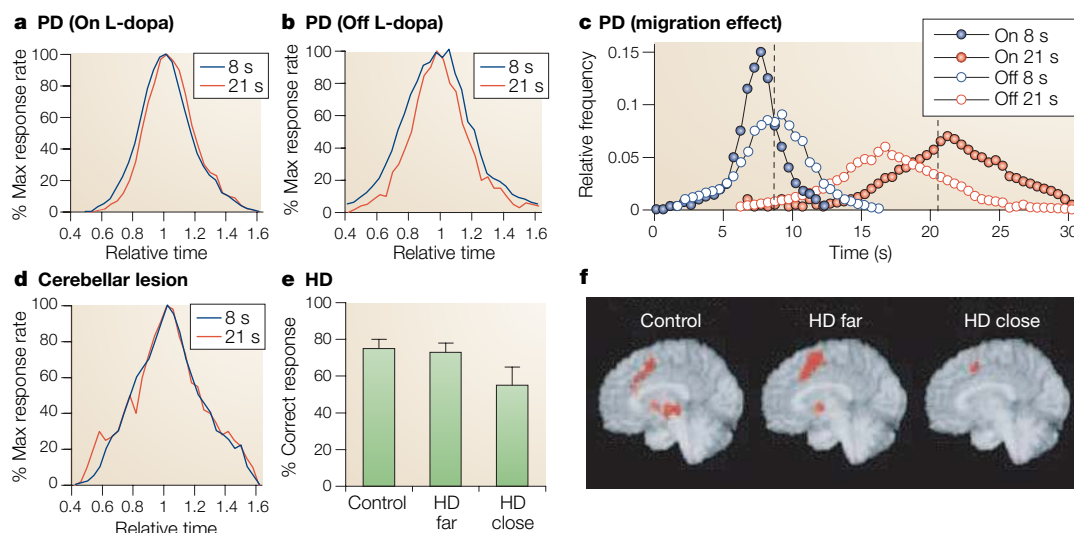 a PD (On L-dopa)
% Max response rate
100
80
60
40
20
0
8 s
21 s
0.4 0.6 0.8 1 1.2 1.4 1.6
Relative time
b PD (Off L-dopa)
% Max response rate
100
80
60
40
20
0
8 s
21 s
0.4 0.6 0.8 1 1.2 1.4 1.6
Relative time
c PD (migration effect)
Relative frequency
0.15
0.1
0.05
0
On 8 s
On 21 s
Off 8 s
Off 21 s
0 5 10 15 20 25 30
Time (s)
d Cerebellar lesion
% Max response rate
100
80
60
40
20
0
8 s
21 s
0.4 0.6 0.8 1 1.2 1.4 1.6
Relative time
e HD
% Correct response
100
80
60
40
20
0
Control
HD
far
HD
close
f
Control
HD far
HD close